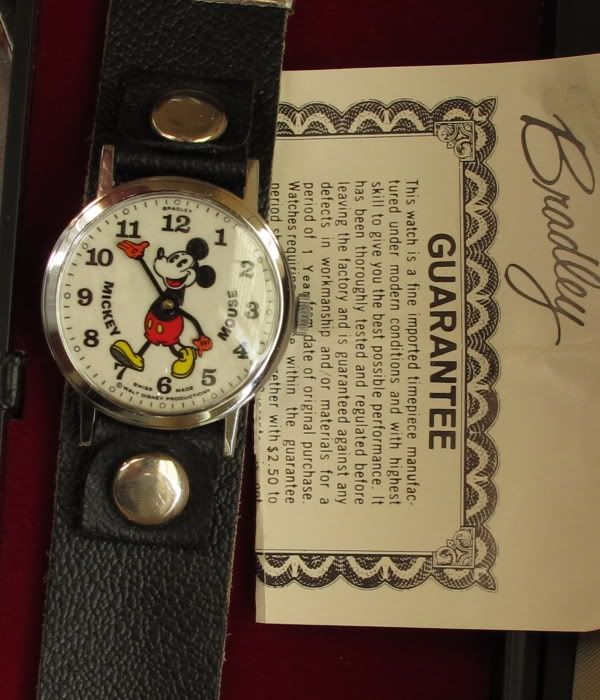 BRADLEY
12
11
1
10
2
9
3
8
4
7
6
5
MICKEY
MOUSE
SWISS MADE
© WALT DISNEY PRODUCTIONS
Bradley
GUARANTEE
This watch is a fine imported timepiece manufac-
tured under modern conditions and with highest
skill to give you the best possible performance. It
has been thoroughly tested and regulated before
leaving the factory and is guaranteed against any
defects in workmanship and/or materials for a
period of 1 Year from date of original purchase.
Watches within the guarantee
period with $2.50 to